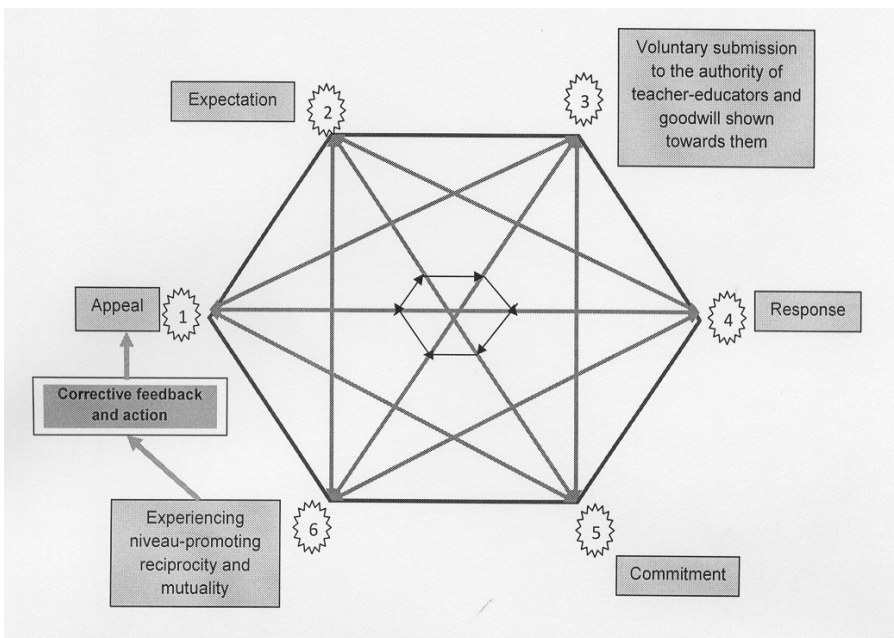 Voluntary submission
to the authority of
teacher-educators and
goodwill shown
towards them
Expectation
2
3
Appeal
1
4
Response
Corrective feedback
and action
Experiencing
niveau-promoting
reciprocity and
mutuality
6
5
Commitment